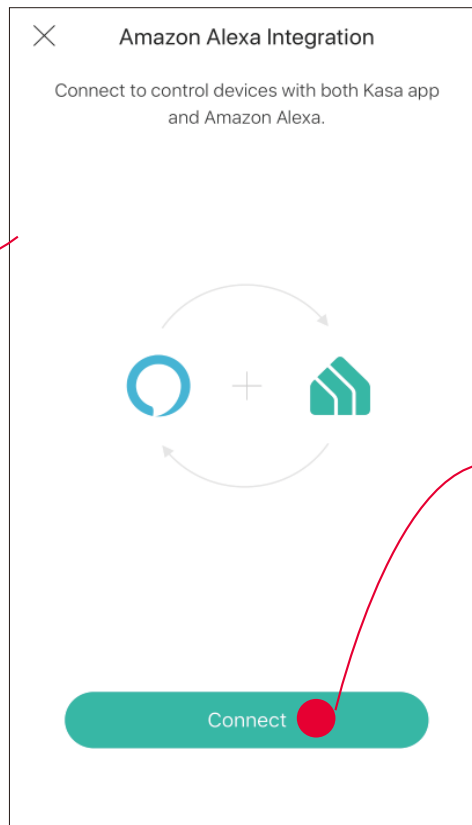 Amazon Alexa Integration
Connect to control devices with both Kasa app
and Amazon Alexa.
Connect